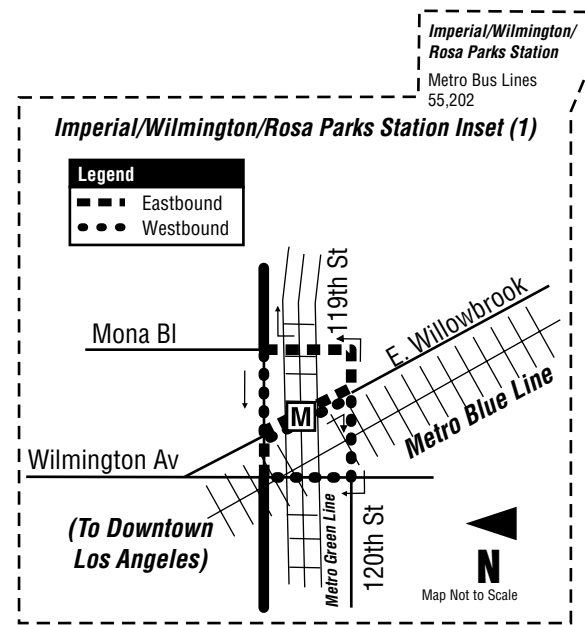 Imperial/Wilmington/
Rosa Parks Station
Metro Bus Lines
55,202
Imperial/Wilmington/Rosa Parks Station Inset (1)
Legend
Eastbound
Westbound
119th St
Mona Bl
E. Willowbrook
M
Metro Blue Line
Wilmington Av
(To Downtown
Los Angeles)
Metro Green Line
120th St
N
Map Not to Scale